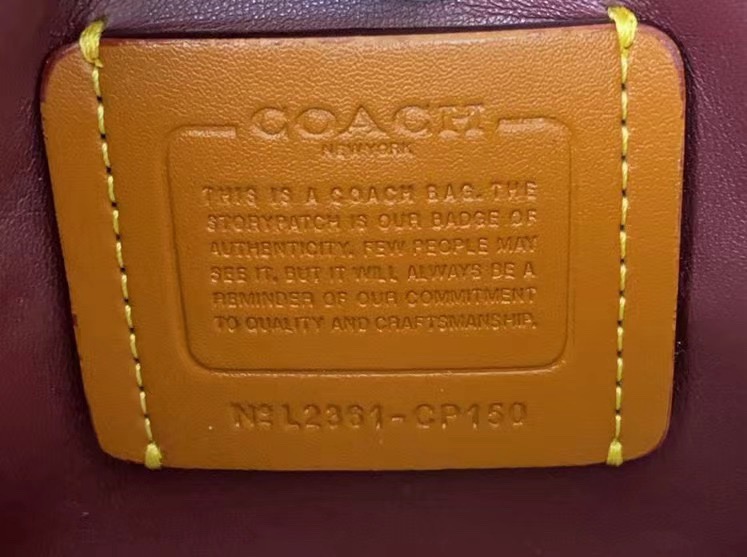 COACH
NEW YORK
THIS IS A COACH BAG. THE
STORYPATCH IS OUR BADGE OF
AUTHENTICITY. FEW PEOPLE MAY
SEE IT, BUT IT WILL ALWAYS BE A
REMINDER OF OUR COMMITMENT
TO QUALITY AND CRAFTSMANSHIP.
Nº L2361-CP150